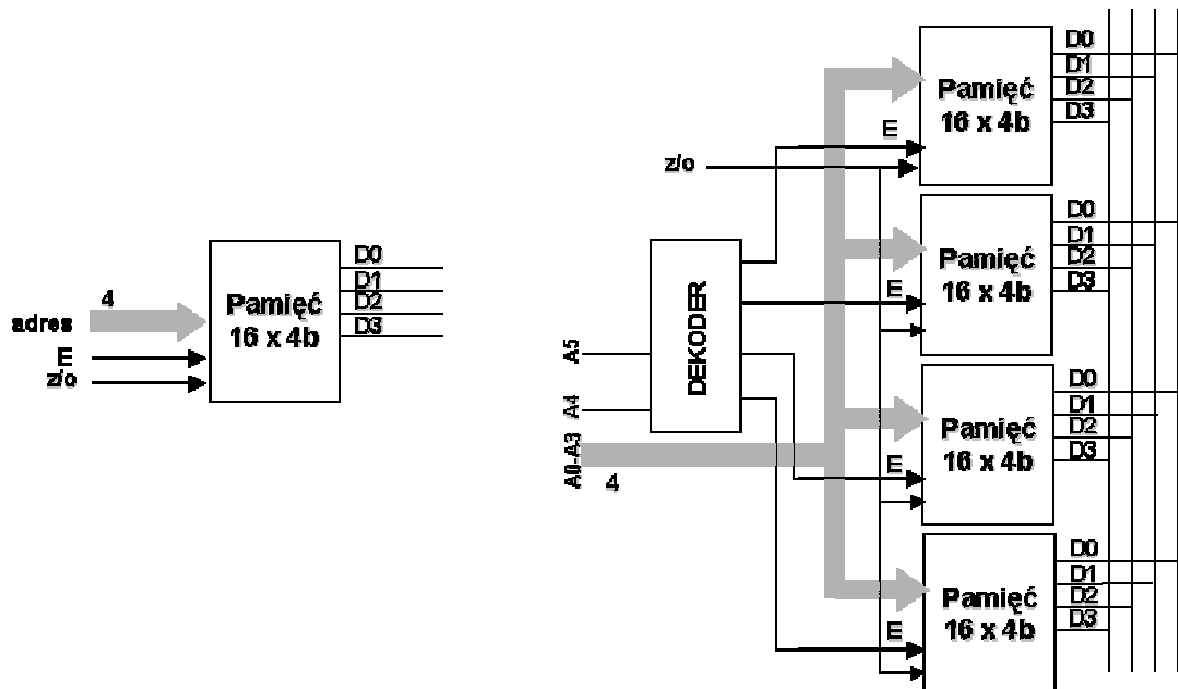 4
adres
E
z/o
Pamięć
16 x 4b
D0
D1
D2
D3
z/o
A5
A4
A0-A3
4
DEKODER
E
Pamięć
16 x 4b
D0
D1
D2
D3
E
Pamięć
16 x 4b
D0
D1
D2
D3
E
Pamięć
16 x 4b
D0
D1
D2
D3
E
Pamięć
16 x 4b
D0
D1
D2
D3